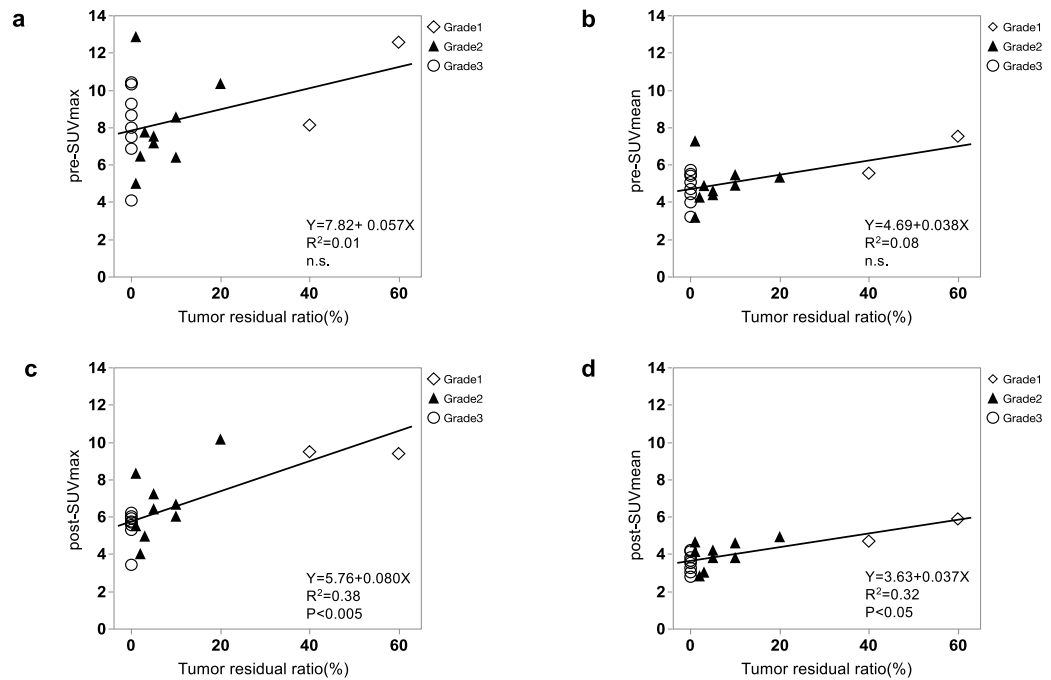 a
14
12
10
8
6
4
2
0
pre-SUVmax
Y=7.82+ 0.057X
R²=0.01
n.s.
0 20 40 60
Tumor residual ratio(%)
Grade1
Grade2
Grade3
b
14
12
10
8
6
4
2
0
pre-SUVmean
Y=4.69+0.038X
R²=0.08
n.s.
0 20 40 60
Tumor residual ratio(%)
Grade1
Grade2
Grade3
c
14
12
10
8
6
4
2
0
post-SUVmax
Y=5.76+0.080X
R²=0.38
P<0.005
0 20 40 60
Tumor residual ratio(%)
Grade1
Grade2
Grade3
d
14
12
10
8
6
4
2
0
post-SUVmean
Y=3.63+0.037X
R²=0.32
P<0.05
0 20 40 60
Tumor residual ratio(%)
Grade1
Grade2
Grade3